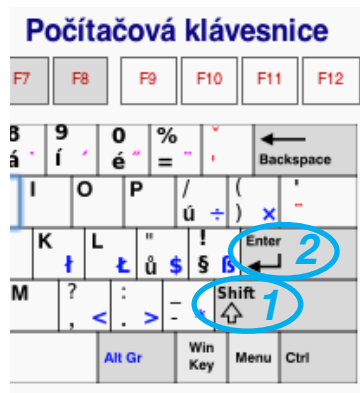 Počítačová klávesnice
F7 F8 F9 F10 F11 F12
8 9 0 % ˇ
á ˙ í ´ é ˝ = ¨ ' Backspace
I O P / ( '
ú ÷ ) × ¨
K L " ! Enter 2
ł Ł ů $ § ß
M ? : _ Shift 1
, < . > - *
Alt Gr Win Key Menu Ctrl